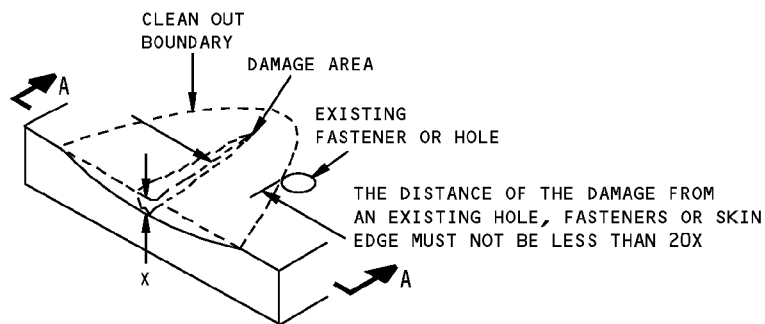 CLEAN OUT
BOUNDARY
DAMAGE AREA
A
EXISTING
FASTENER OR HOLE
THE DISTANCE OF THE DAMAGE FROM
AN EXISTING HOLE, FASTENERS OR SKIN
EDGE MUST NOT BE LESS THAN 20X
X
A